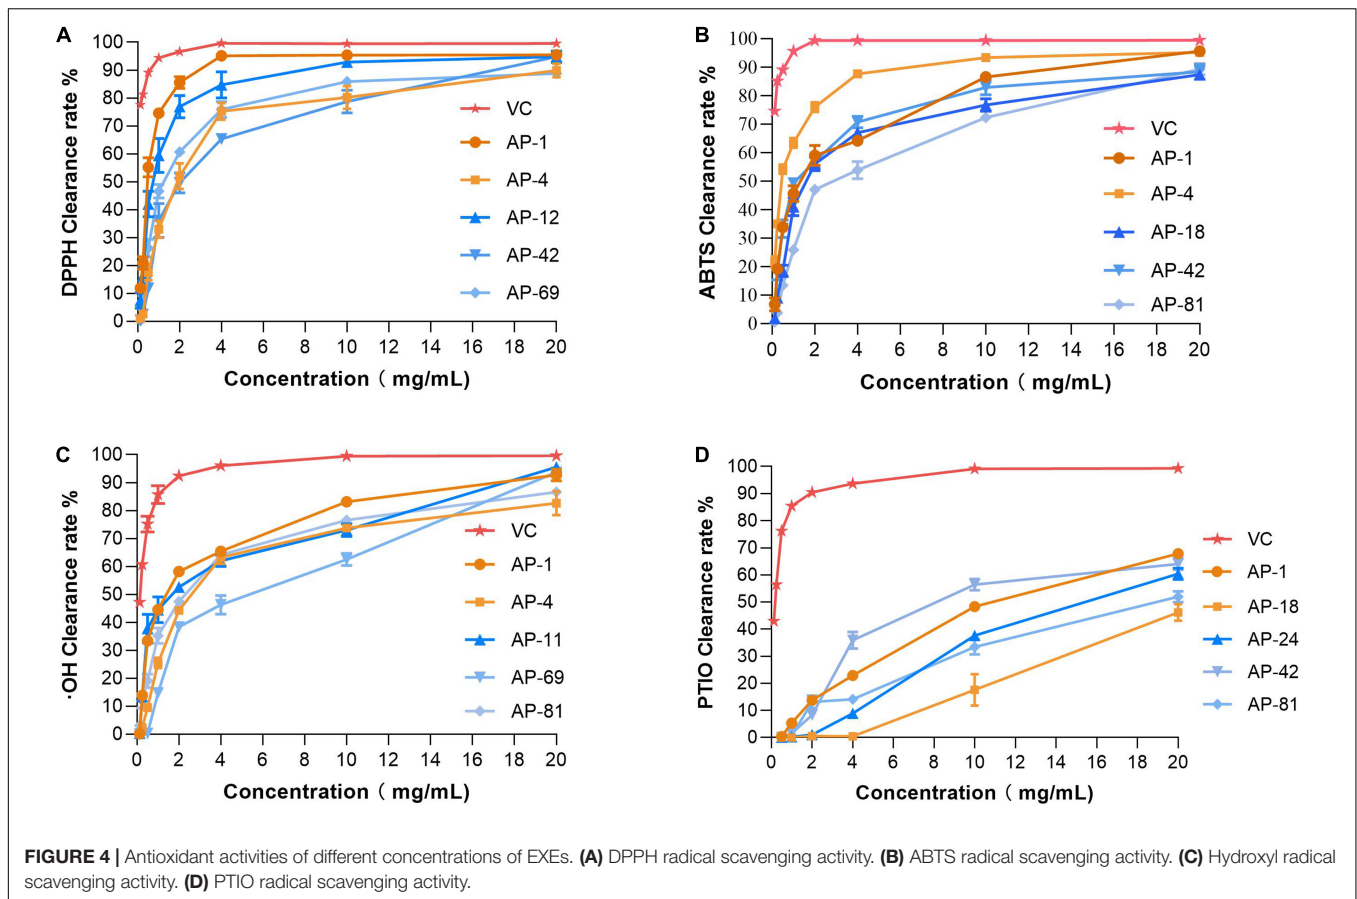 A
DPPH Clearance rate %
100
90
80
70
60
50
40
30
20
10
0
0 2 4 6 8 10 12 14 16 18 20
Concentration ( mg/mL)
VC
AP-1
AP-4
AP-12
AP-42
AP-69
B
ABTS Clearance rate %
100
90
80
70
60
50
40
30
20
10
0
0 2 4 6 8 10 12 14 16 18 20
Concentration ( mg/mL)
VC
AP-1
AP-4
AP-18
AP-42
AP-81
C
·OH Clearance rate %
100
90
80
70
60
50
40
30
20
10
0
0 2 4 6 8 10 12 14 16 18 20
Concentration ( mg/mL)
VC
AP-1
AP-4
AP-11
AP-69
AP-81
D
PTIO Clearance rate %
100
90
80
70
60
50
40
30
20
10
0
0 2 4 6 8 10 12 14 16 18 20
Concentration ( mg/mL)
VC
AP-1
AP-18
AP-24
AP-42
AP-81
FIGURE 4 | Antioxidant activities of different concentrations of EXEs. (A) DPPH radical scavenging activity. (B) ABTS radical scavenging activity. (C) Hydroxyl radical
scavenging activity. (D) PTIO radical scavenging activity.